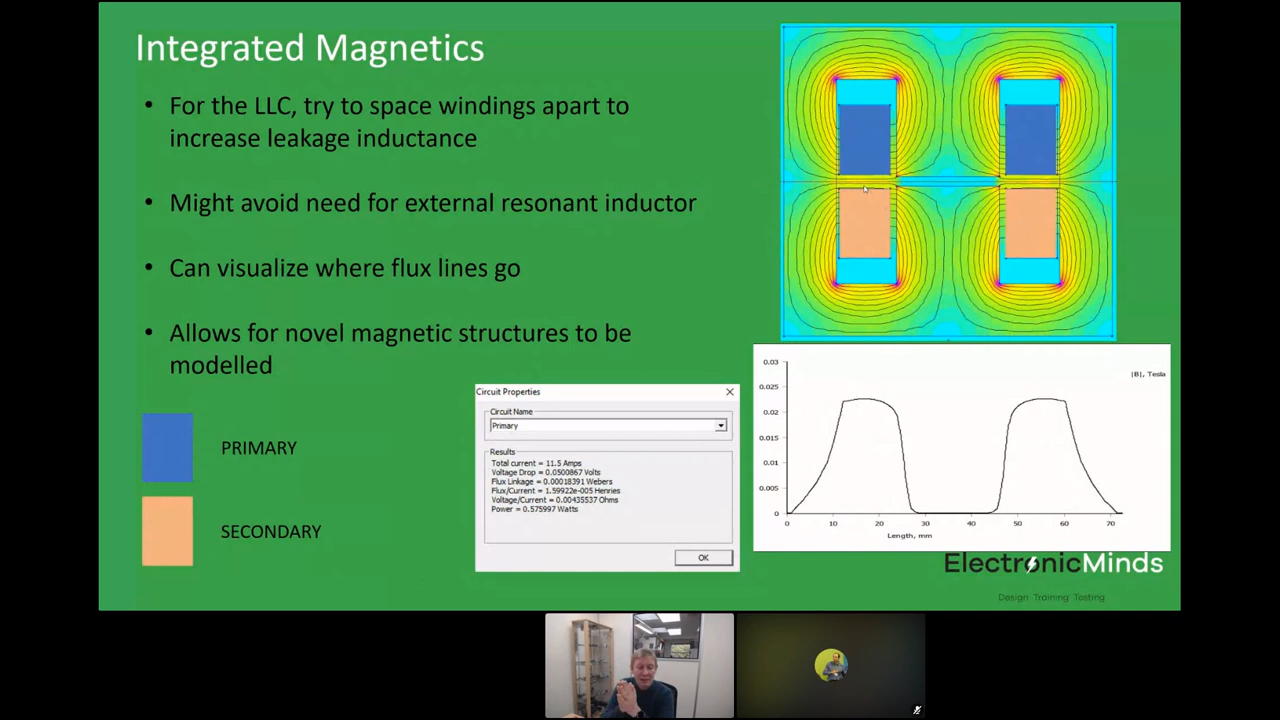 Integrated Magnetics
• For the LLC, try to space windings apart to
increase leakage inductance
• Might avoid need for external resonant inductor
• Can visualize where flux lines go
• Allows for novel magnetic structures to be
modelled
PRIMARY
SECONDARY
Circuit Properties
Circuit Name
Primary
Results
Total current = 11.5 Amps
Voltage Drop = 0.0500867 Volts
Flux Linkage = 0.00018391 Webers
Flux/Current = 1.59922e-005 Henries
Voltage/Current = 0.00435537 Ohms
Power = 0.575997 Watts
OK
|B|, Tesla
0.03
0.025
0.02
0.015
0.01
0.005
0
0 10 20 30 40 50 60 70
Length, mm
ElectronicMinds
Design Training Testing